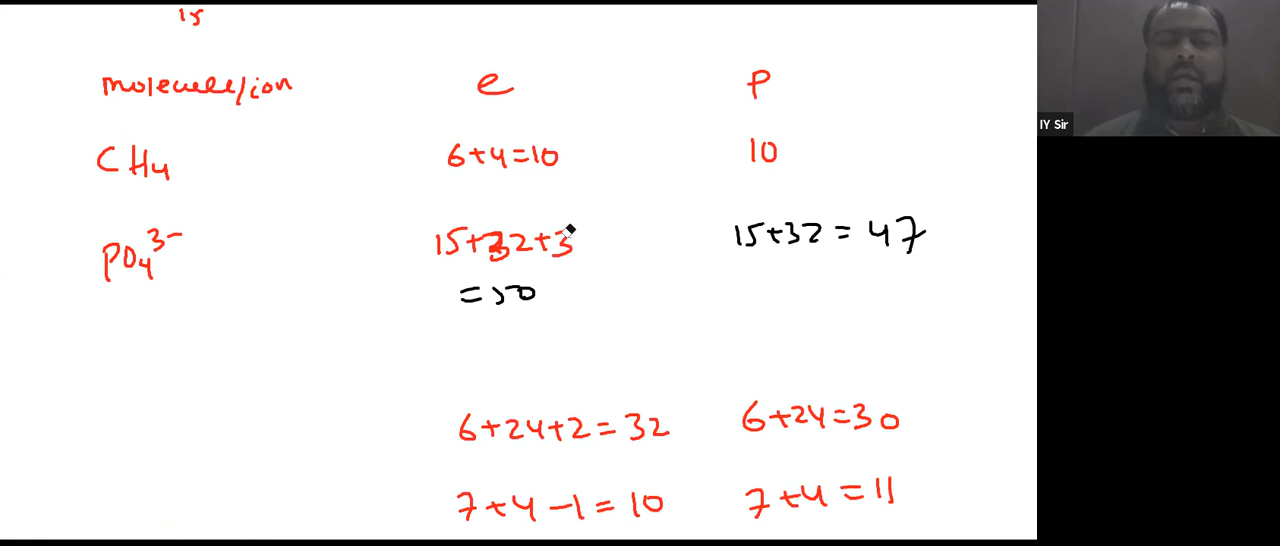 15
molecule/ion e P
IY Sir
CH4 6+4=10 10
PO4 3- 15+32+3 15+32=47
=50
6+24+2=32 6+24=30
7+4-1=10 7+4=11